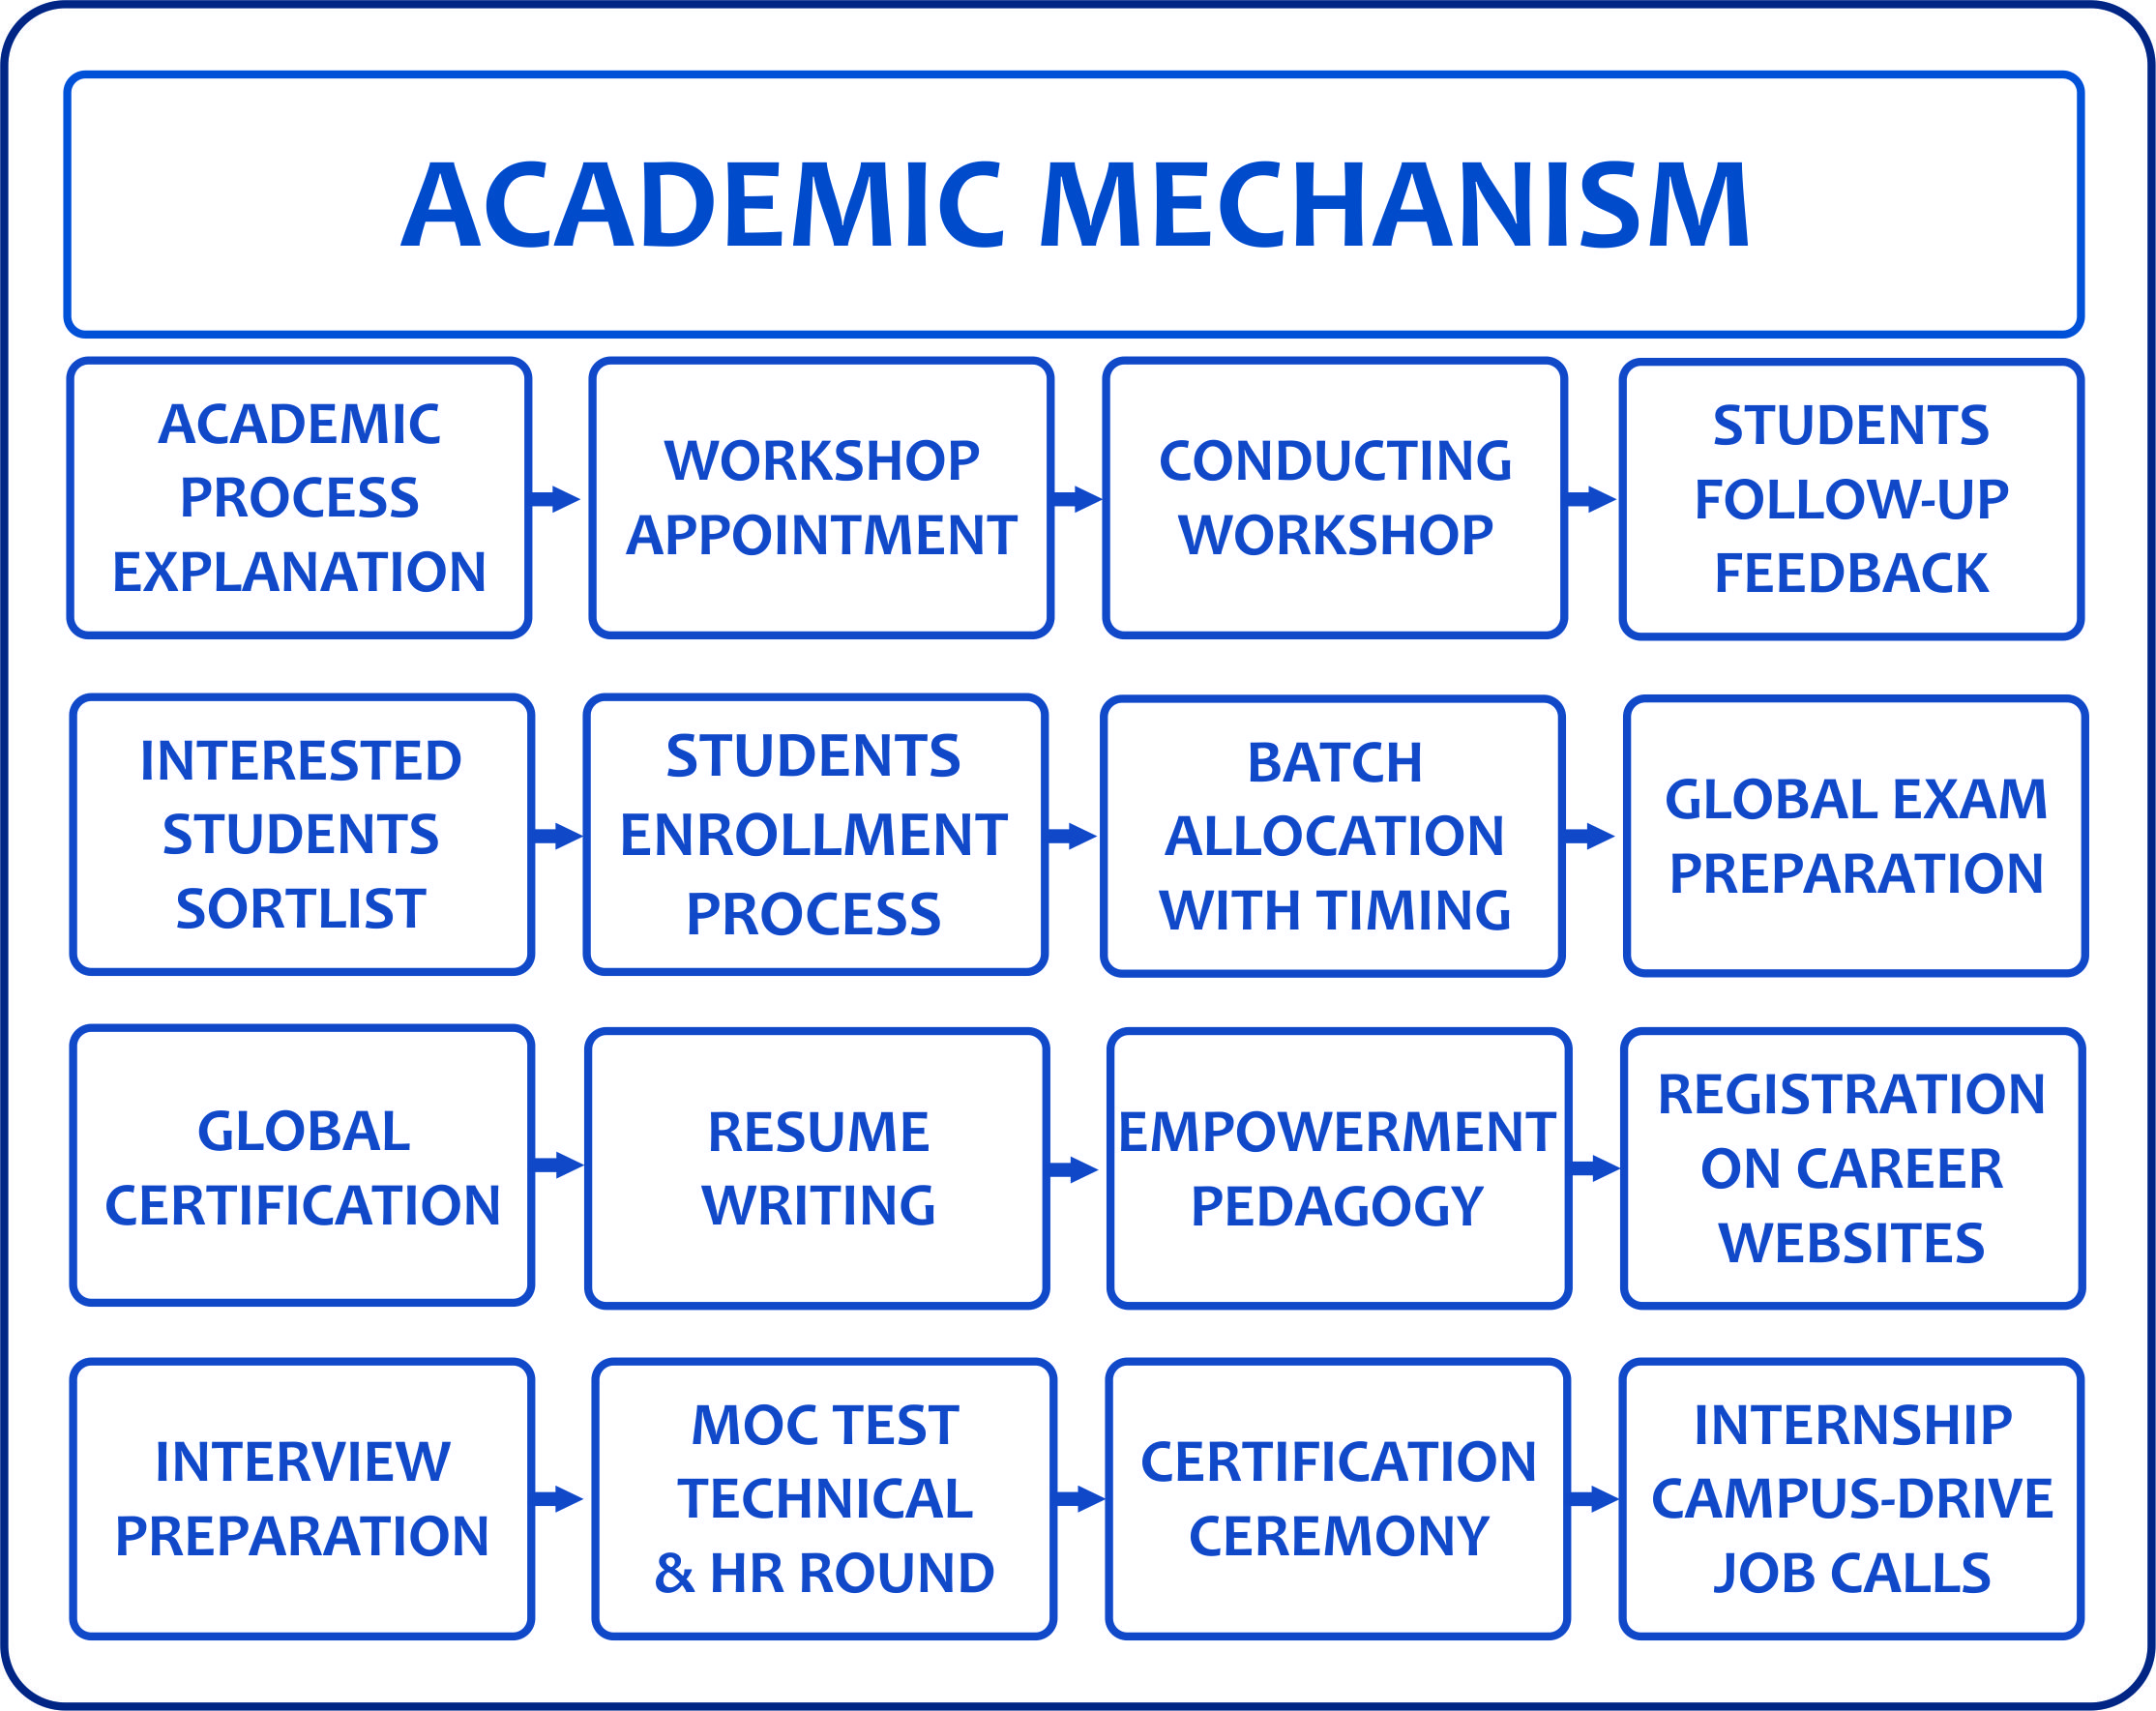 ACADEMIC MECHANISM
ACADEMIC
PROCESS
EXPLANATION
WORKSHOP
APPOINTMENT
CONDUCTING
WORKSHOP
STUDENTS
FOLLOW-UP
FEEDBACK
INTERESTED
STUDENTS
SORTLIST
STUDENTS
ENROLLMENT
PROCESS
BATCH
ALLOCATION
WITH TIMING
GLOBAL EXAM
PREPARATION
GLOBAL
CERTIFICATION
RESUME
WRITING
EMPOWERMENT
PEDAGOGY
REGISTRATION
ON CAREER
WEBSITES
INTERVIEW
PREPARATION
MOC TEST
TECHNICAL
& HR ROUND
CERTIFICATION
CEREMONY
INTERNSHIP
CAMPUS-DRIVE
JOB CALLS